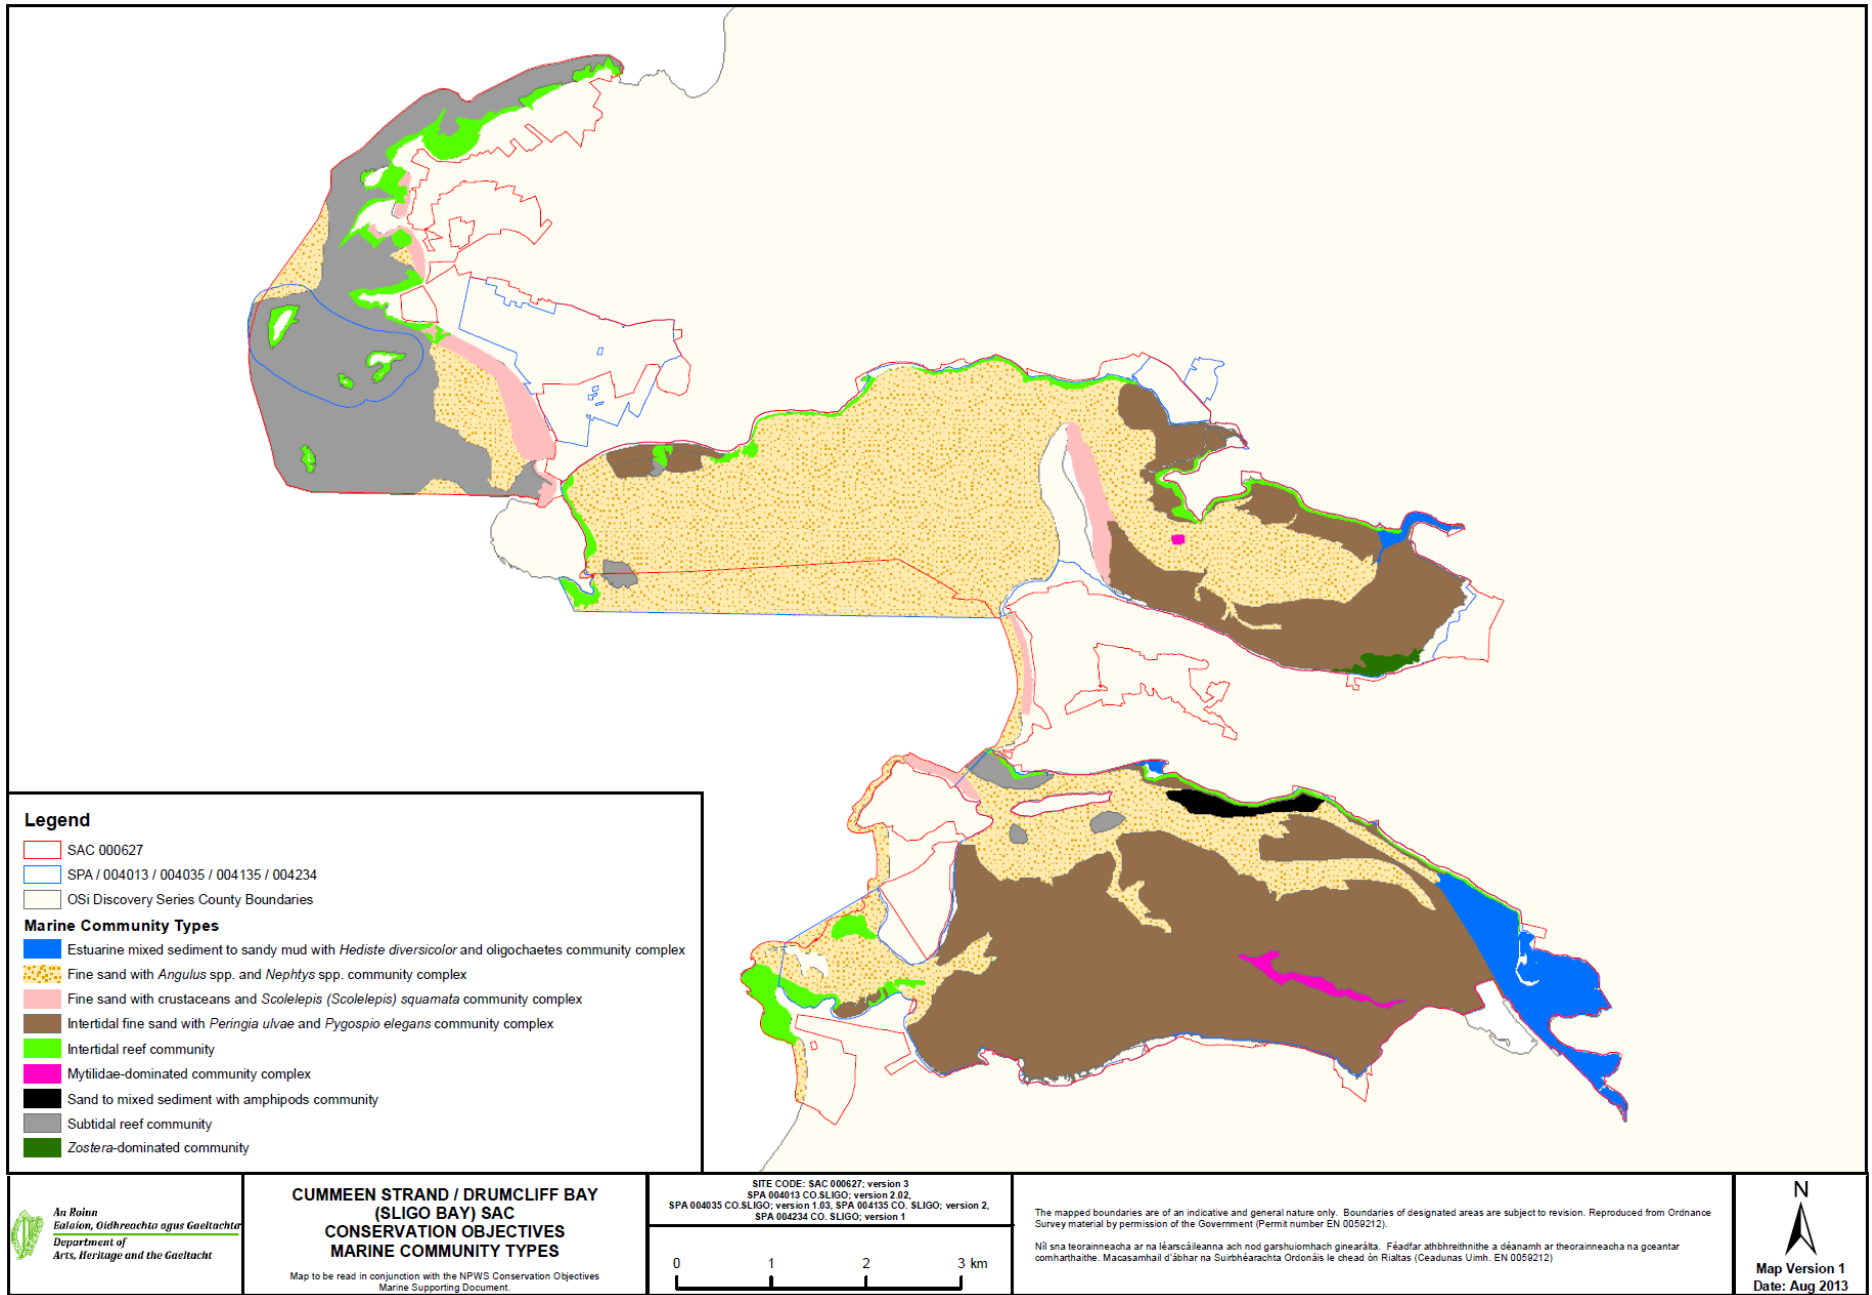 Legend
SAC 000627
SPA / 004013 / 004035 / 004135 / 004234
OSi Discovery Series County Boundaries
Marine Community Types
Estuarine mixed sediment to sandy mud with Hediste diversicolor and oligochaetes community complex
Fine sand with Angulus spp. and Nephtys spp. community complex
Fine sand with crustaceans and Scolelepis (Scolelepis) squamata community complex
Intertidal fine sand with Peringia ulvae and Pygospio elegans community complex
Intertidal reef community
Mytilidae-dominated community complex
Sand to mixed sediment with amphipods community
Subtidal reef community
Zostera-dominated community
An Roinn
Ealaíon, Oidhreachta agus Gaeltachta
Department of
Arts, Heritage and the Gaeltacht
CUMMEEN STRAND / DRUMCLIFF BAY
(SLIGO BAY) SAC
CONSERVATION OBJECTIVES
MARINE COMMUNITY TYPES
Map to be read in conjunction with the NPWS Conservation Objectives
Marine Supporting Document.
SITE CODE: SAC 000627; version 3
SPA 004013 CO.SLIGO; version 2.02,
SPA 004035 CO.SLIGO; version 1.03, SPA 004135 CO. SLIGO; version 2,
SPA 004234 CO. SLIGO; version 1
0 1 2 3 km
The mapped boundaries are of an indicative and general nature only. Boundaries of designated areas are subject to revision. Reproduced from Ordnance
Survey material by permission of the Government (Permit number EN 0059212).
Níl sna teorainneacha ar na léarscáileanna ach nod garshuiomhach ginearálta. Féadfar athbhreithnithe a déanamh ar theorainneacha na gceantar
comharthaithe. Macasamhail d'ábhar na Suirbhéarachta Ordonáis le chead ón Rialtas (Ceadunas Uimh. EN 0059212)
N
Map Version 1
Date: Aug 2013